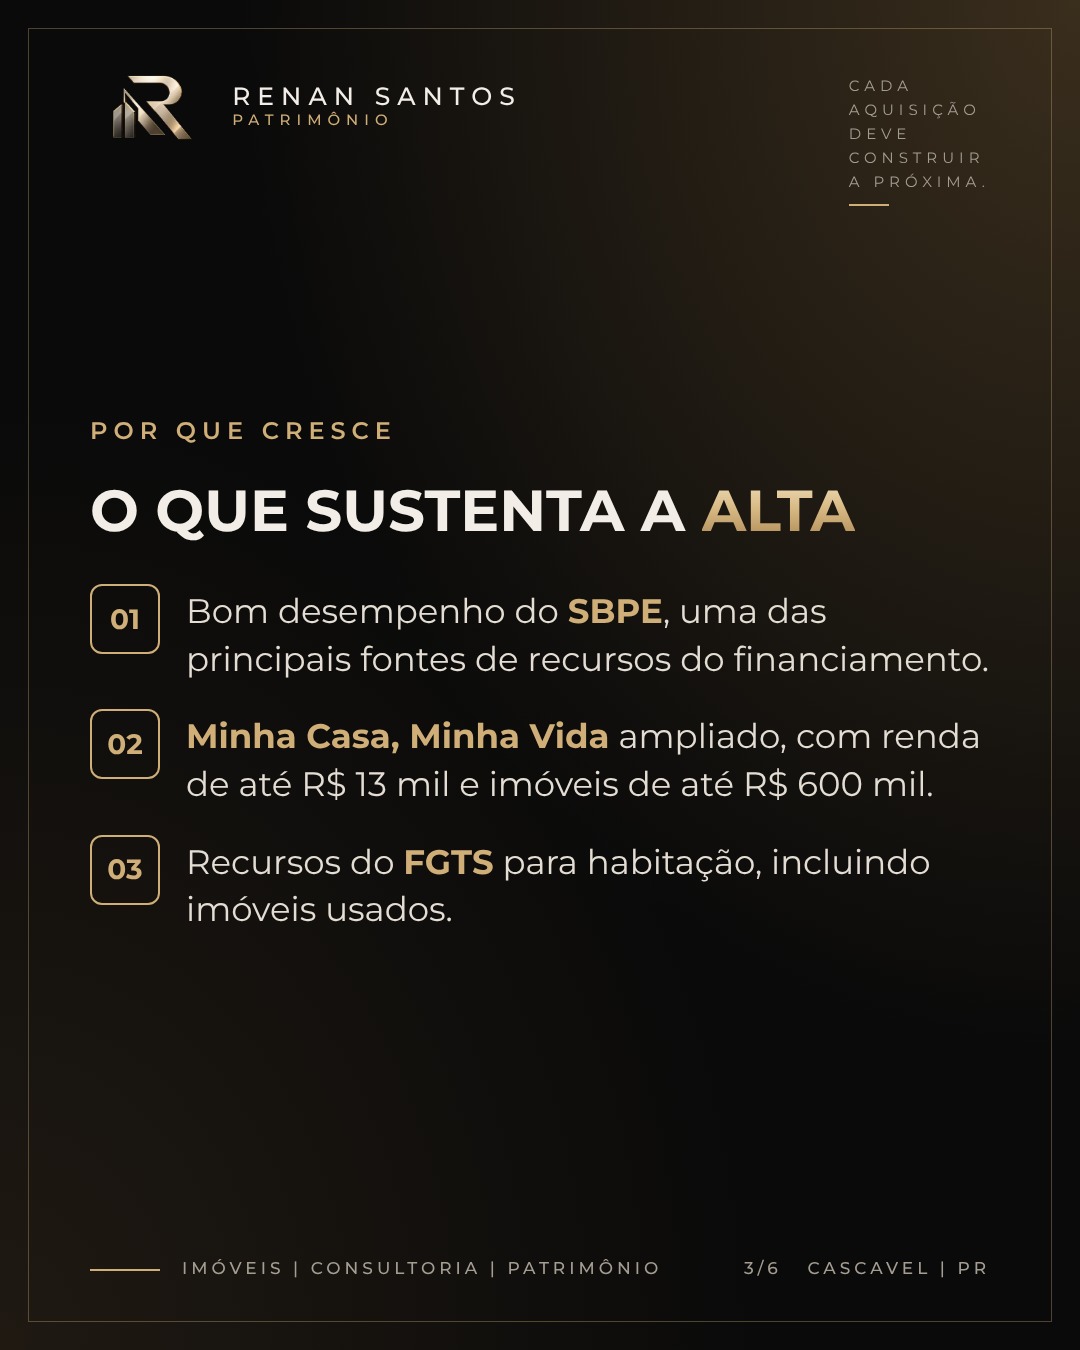 RENAN SANTOS
PATRIMÔNIO
CADA
AQUISIÇÃO
DEVE
CONSTRUIR
A PRÓXIMA.
POR QUE CRESCE
O QUE SUSTENTA A ALTA
01
Bom desempenho do SBPE, uma das
principais fontes de recursos do financiamento.
02
Minha Casa, Minha Vida ampliado, com renda
de até R$ 13 mil e imóveis de até R$ 600 mil.
03
Recursos do FGTS para habitação, incluindo
imóveis usados.
IMÓVEIS | CONSULTORIA | PATRIMÔNIO 3/6 CASCAVEL | PR